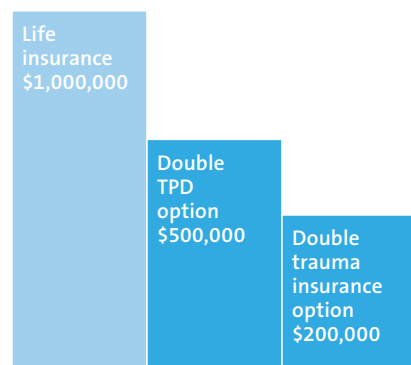 Life
insurance
$1,000,000
Double
TPD
option
$500,000
Double
trauma
insurance
option
$200,000